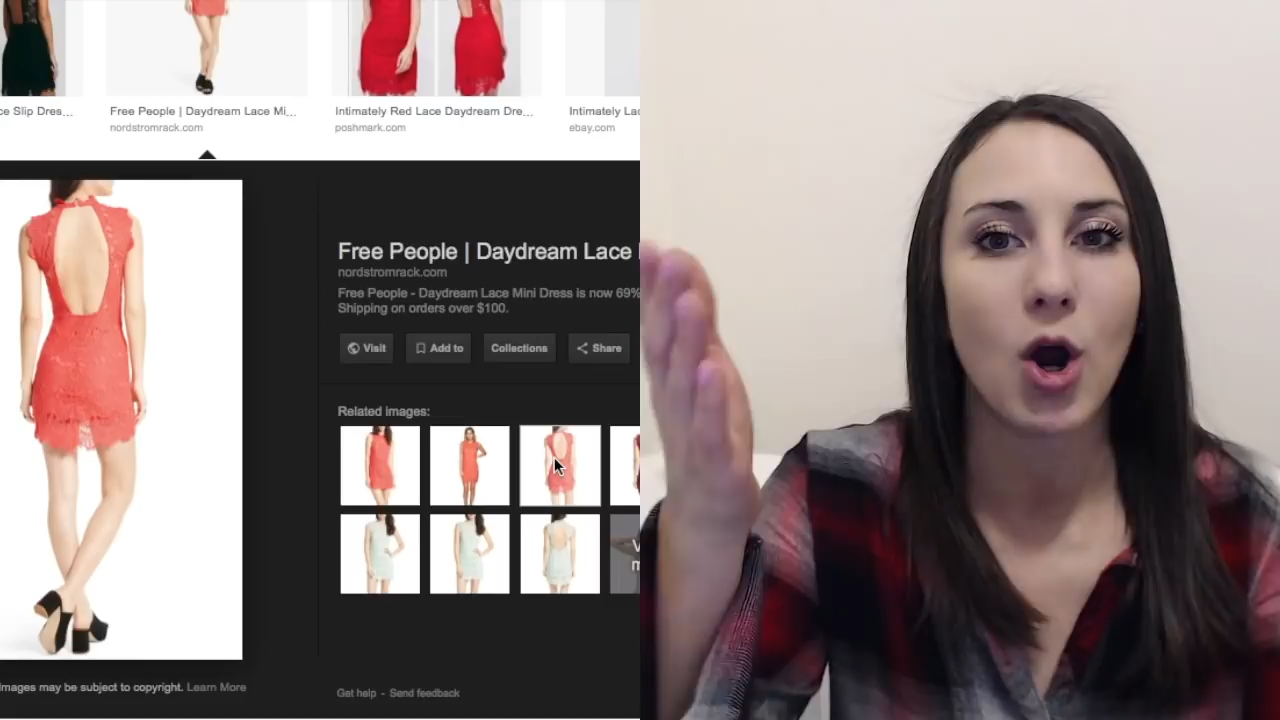 ce Slip Dres...
Free People | Daydream Lace Mi...
nordstromrack.com
Intimately Red Lace Daydream Dre...
poshmark.com
Intimately La
ebay.com
Free People | Daydream Lace
nordstromrack.com
Free People - Daydream Lace Mini Dress is now 69%
Shipping on orders over $100.
Visit
Add to
Collections
Share
Related images:
Images may be subject to copyright. Learn More
Get help - Send feedback